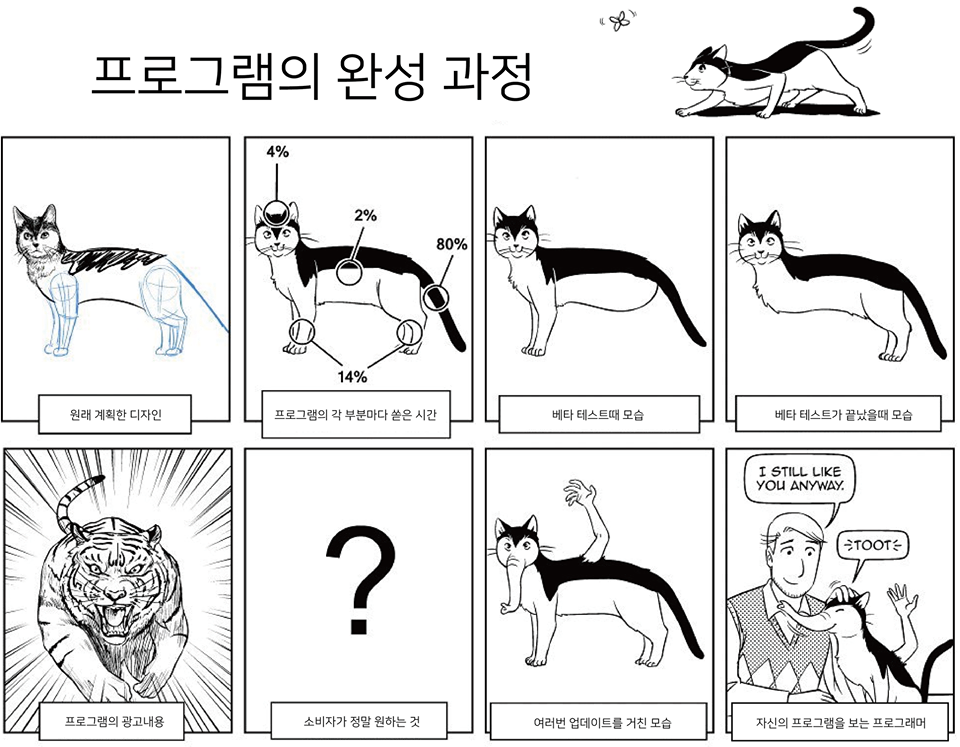 프로그램의 완성 과정
4%
2%
80%
14%
원래 계획한 디자인
프로그램의 각 부분마다 쏟은 시간
베타 테스트때 모습
베타 테스트가 끝났을때 모습
I STILL LIKE
YOU ANYWAY.
TOOT
?
프로그램의 광고내용
소비자가 정말 원하는 것
여러번 업데이트를 거친 모습
자신의 프로그램을 보는 프로그래머